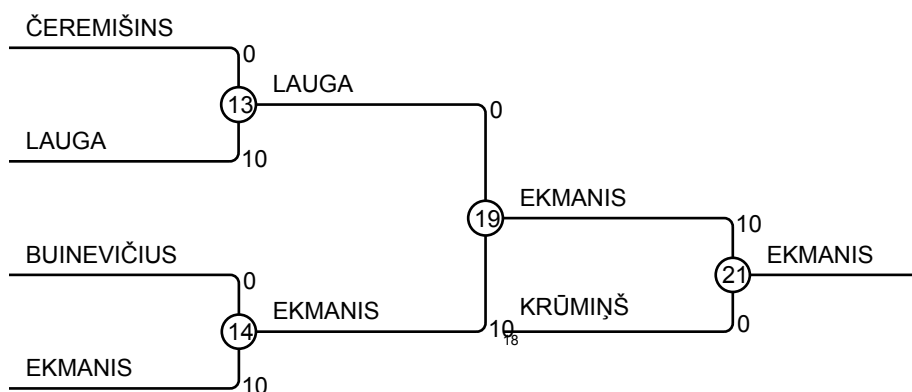 ČEREMIŠINS
0
13
LAUGA
0
LAUGA
10
19
EKMANIS
10
BUINEVIČIUS
0
21
EKMANIS
14
EKMANIS
10
18
KRŪMIŅŠ
0
EKMANIS
10